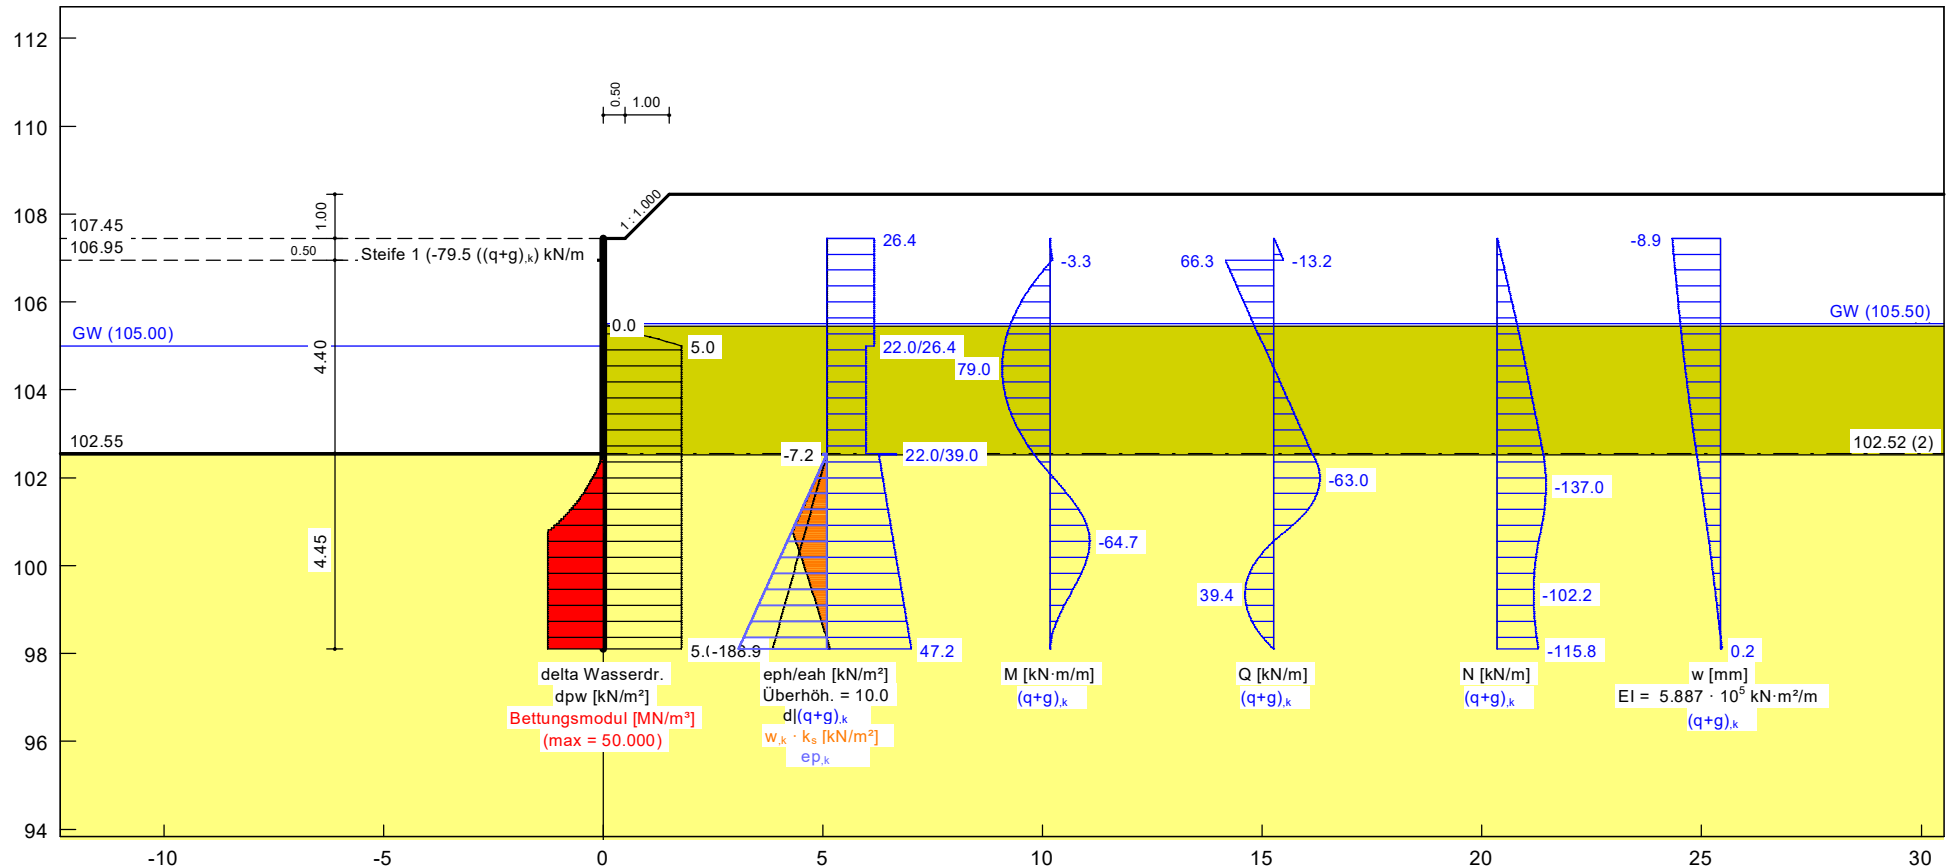 112
110
108
106
104
102
100
98
96
94
0.50
1.00
1.00
1 : 1.000
107.45
106.95
0.50
Steife 1 (-79.5 ((q+g),k) kN/m
GW (105.00)
4.40
102.55
4.45
GW (105.50)
102.52 (2)
0.0
5.0
26.4
22.0/26.4
-7.2
22.0/39.0
-188.9
47.2
-3.3
79.0
-64.7
66.3
-13.2
-63.0
39.4
-137.0
-102.2
-115.8
-8.9
0.2
delta Wasserdr.
dpw [kN/m²]
Bettungsmodul [MN/m³]
(max = 50.000)
eph/eah [kN/m²]
Überhöh. = 10.0
d|(q+g),k
w,k · ks [kN/m²]
ep,k
M [kN·m/m]
(q+g),k
Q [kN/m]
(q+g),k
N [kN/m]
(q+g),k
w [mm]
EI = 5.887 · 10⁵ kN·m²/m
(q+g),k
-10
-5
0
5
10
15
20
25
30